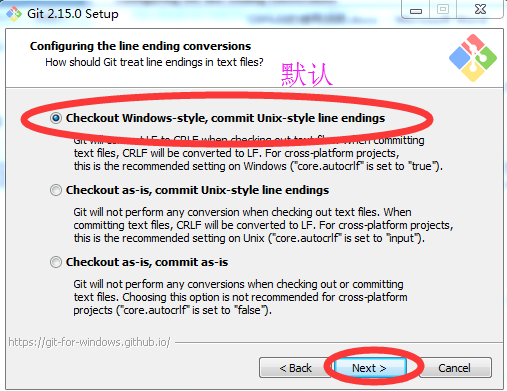 Git 2.15.0 Setup
Configuring the line ending conversions
How should Git treat line endings in text files?
默认
Checkout Windows-style, commit Unix-style line endings
Git will convert LF to CRLF when checking out text files. When committing
text files, CRLF will be converted to LF. For cross-platform projects,
this is the recommended setting on Windows ("core.autocrlf" is set to "true").
Checkout as-is, commit Unix-style line endings
Git will not perform any conversion when checking out text files. When
committing text files, CRLF will be converted to LF. For cross-platform projects,
this is the recommended setting on Unix ("core.autocrlf" is set to "input").
Checkout as-is, commit as-is
Git will not perform any conversions when checking out or committing
text files. Choosing this option is not recommended for cross-platform
projects ("core.autocrlf" is set to "false").
https://git-for-windows.github.io/
< Back
Next >
Cancel